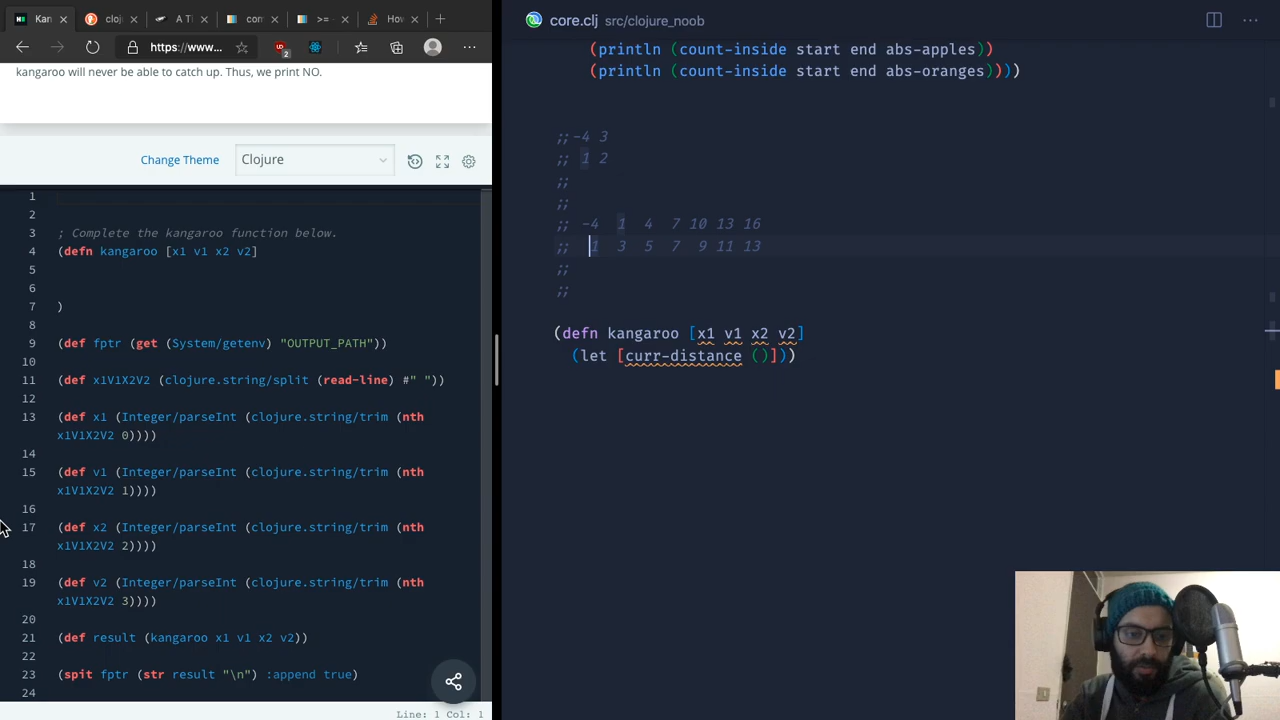 Kan
cloj
A Ti
con
>=
Hov
core.clj src/clojure_noob
https://www...
2
kangaroo will never be able to catch up. Thus, we print NO.
Change Theme
Clojure
1
2
3 ; Complete the kangaroo function below.
4 (defn kangaroo [x1 v1 x2 v2]
5
6
7 )
8
9 (def fptr (get (System/getenv) "OUTPUT_PATH"))
10
11 (def x1V1X2V2 (clojure.string/split (read-line) #" "))
12
13 (def x1 (Integer/parseInt (clojure.string/trim (nth
x1V1X2V2 0))))
14
15 (def v1 (Integer/parseInt (clojure.string/trim (nth
x1V1X2V2 1))))
16
17 (def x2 (Integer/parseInt (clojure.string/trim (nth
x1V1X2V2 2))))
18
19 (def v2 (Integer/parseInt (clojure.string/trim (nth
x1V1X2V2 3))))
20
21 (def result (kangaroo x1 v1 x2 v2))
22
23 (spit fptr (str result "\n") :append true)
24
Line: 1 Col: 1
(println (count-inside start end abs-apples))
(println (count-inside start end abs-oranges))))
;;-4 3
;; 1 2
;;
;;
;; -4 1 4 7 10 13 16
;; 1 3 5 7 9 11 13
;;
;;
(defn kangaroo [x1 v1 x2 v2]
(let [curr-distance ()]))